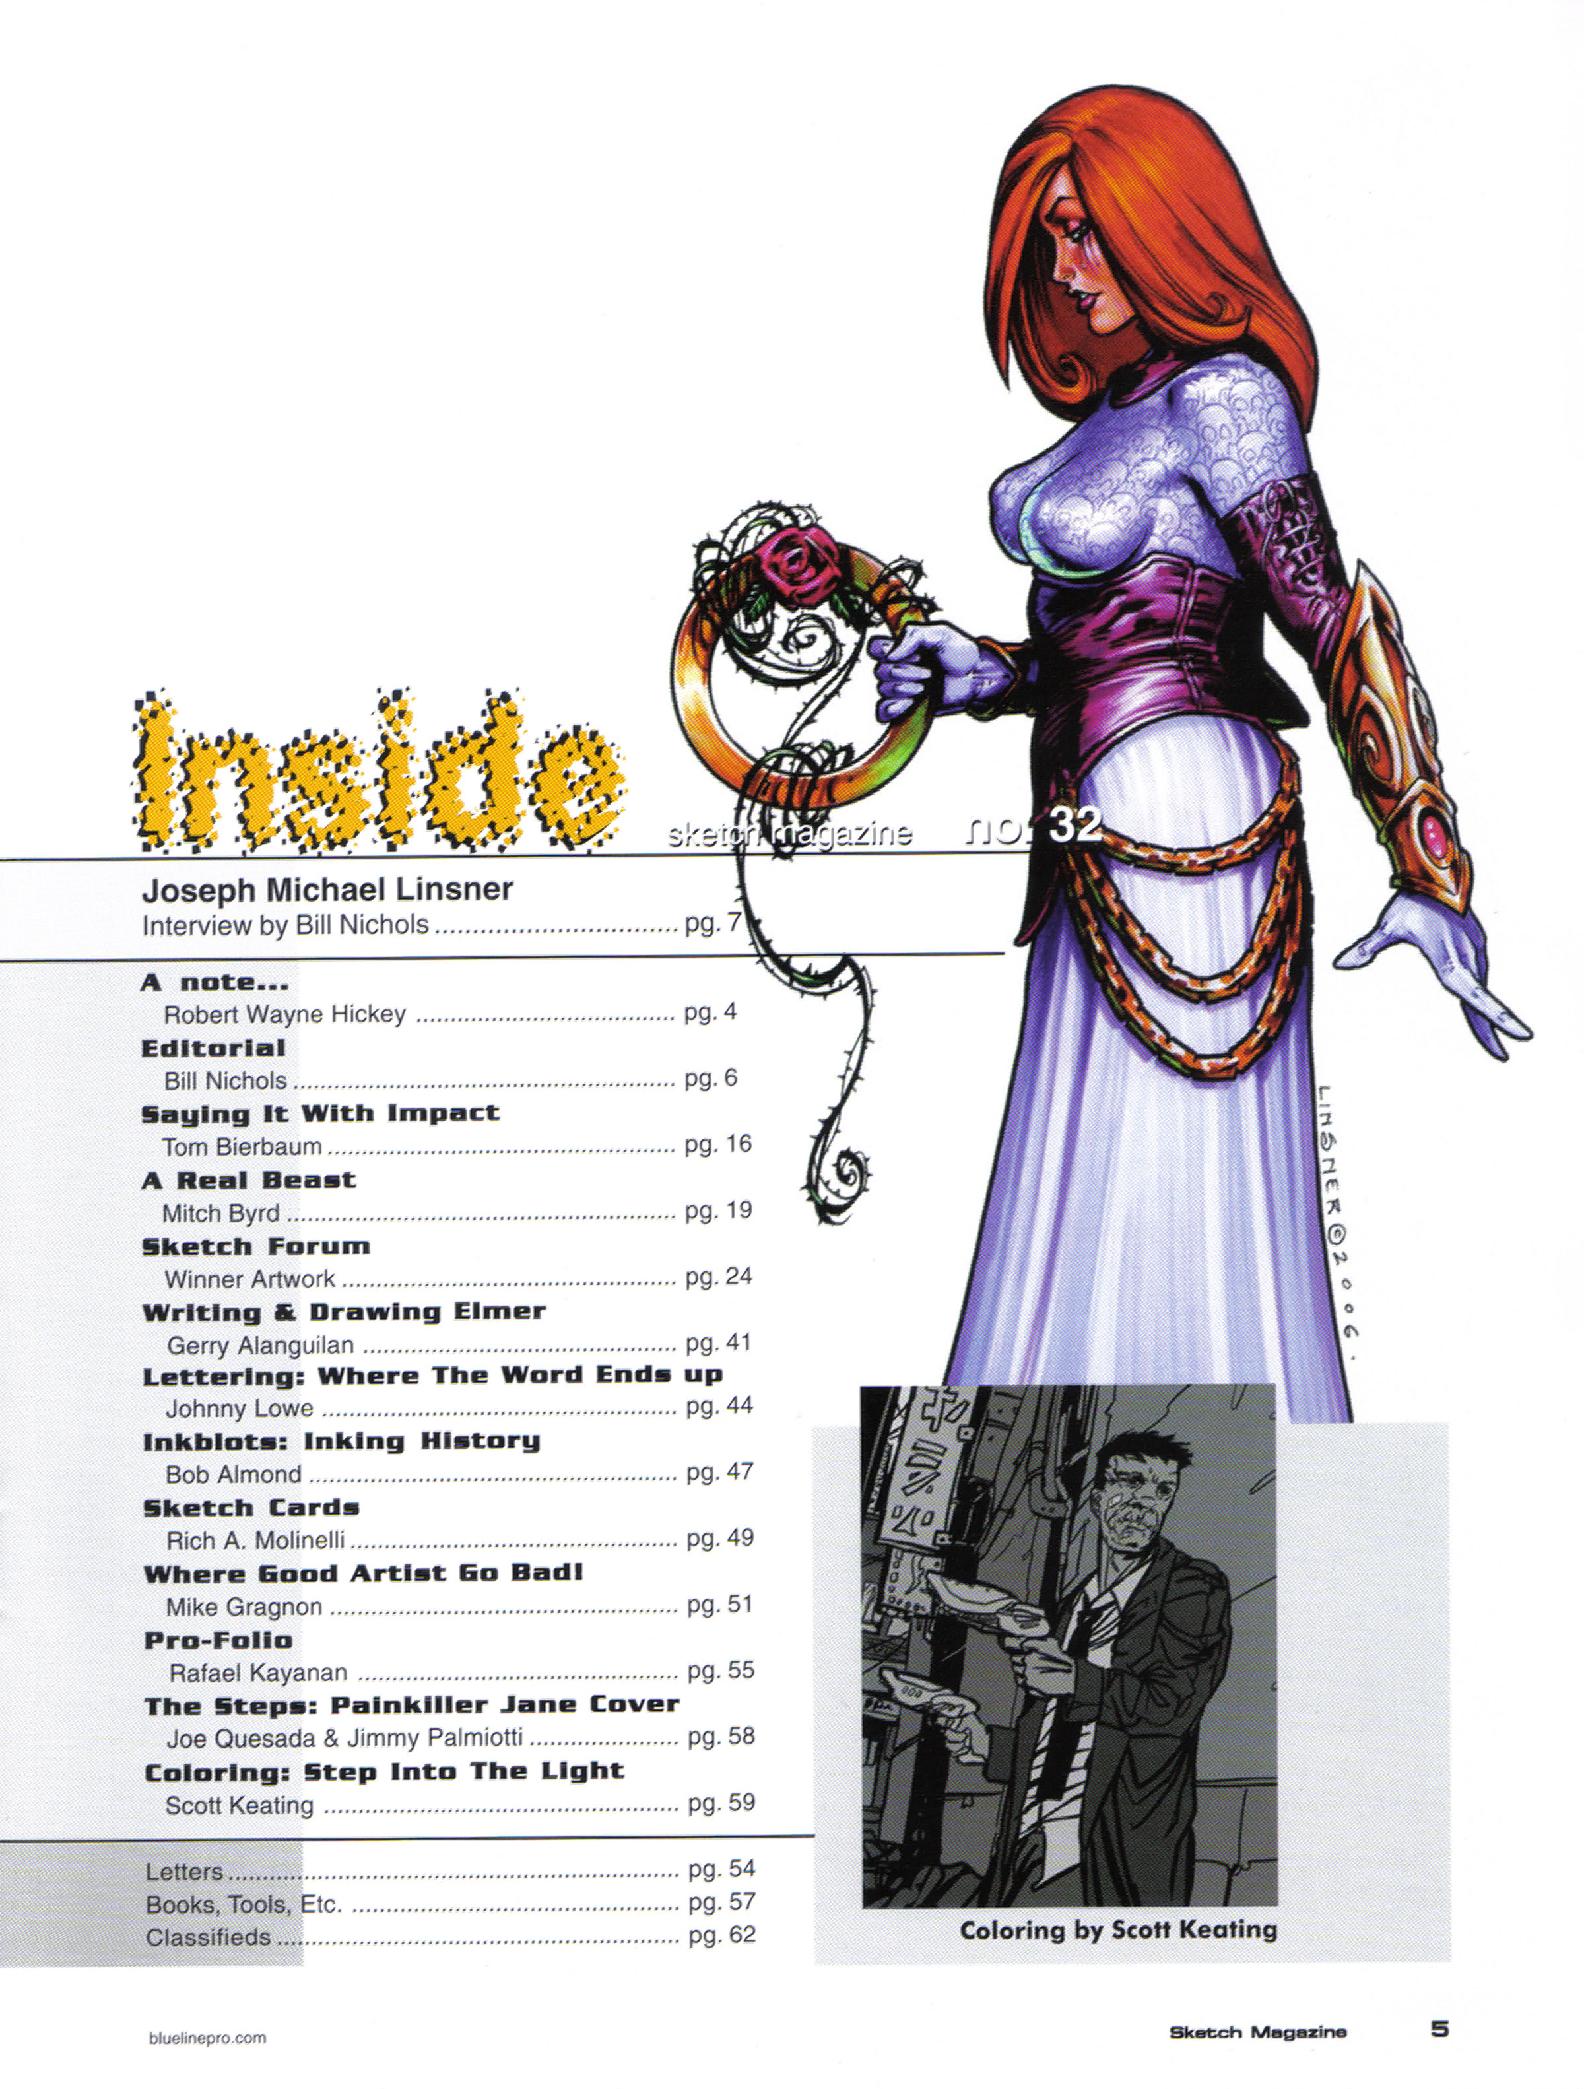 Inside
sketch magazine no. 32
Joseph Michael Linsner
Interview by Bill Nichols .............................. pg. 7
A note...
Robert Wayne Hickey ..................................... pg. 4
Editorial
Bill Nichols ..................................................... pg. 6
Saying It With Impact
Tom Bierbaum ................................................ pg. 16
A Real Beast
Mitch Byrd ...................................................... pg. 19
Sketch Forum
Winner Artwork .............................................. pg. 24
Writing & Drawing Elmer
Gerry Alanguilan ............................................ pg. 41
Lettering: Where The Word Ends up
Johnny Lowe ................................................. pg. 44
Inkblots: Inking History
Bob Almond ................................................... pg. 47
Sketch Cards
Rich A. Molinelli .............................................. pg. 49
Where Good Artist Go Bad!
Mike Gragnon ................................................ pg. 51
Pro-Folio
Rafael Kayanan ............................................. pg. 55
The Steps: Painkiller Jane Cover
Joe Quesada & Jimmy Palmiotti ..................... pg. 58
Coloring: Step Into The Light
Scott Keating ................................................. pg. 59
Letters .............................................................. pg. 54
Books, Tools, Etc. ............................................. pg. 57
Classifieds ........................................................ pg. 62
LINSNER © 2006.
Coloring by Scott Keating
bluelinepro.com
Sketch Magazine 5